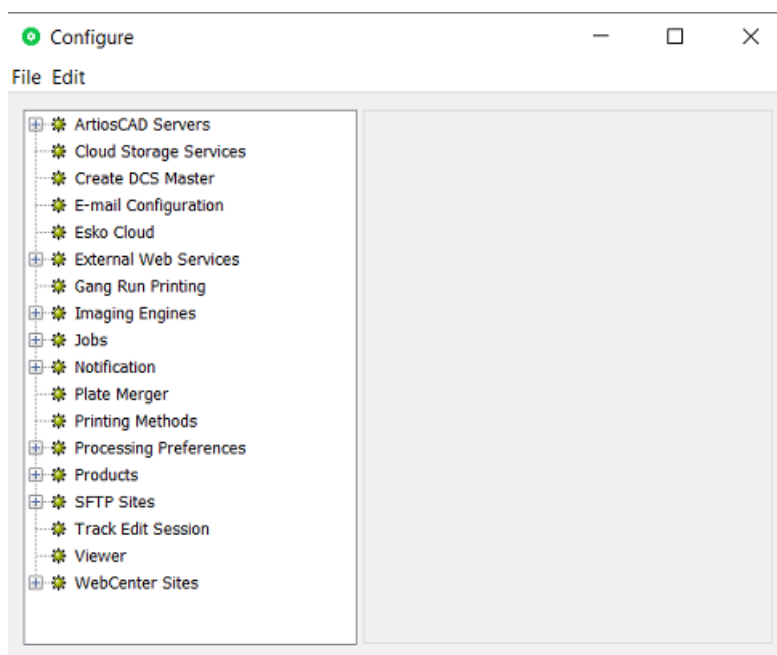 Configure
File Edit
ArtiosCAD Servers
Cloud Storage Services
Create DCS Master
E-mail Configuration
Esko Cloud
External Web Services
Gang Run Printing
Imaging Engines
Jobs
Notification
Plate Merger
Printing Methods
Processing Preferences
Products
SFTP Sites
Track Edit Session
Viewer
WebCenter Sites